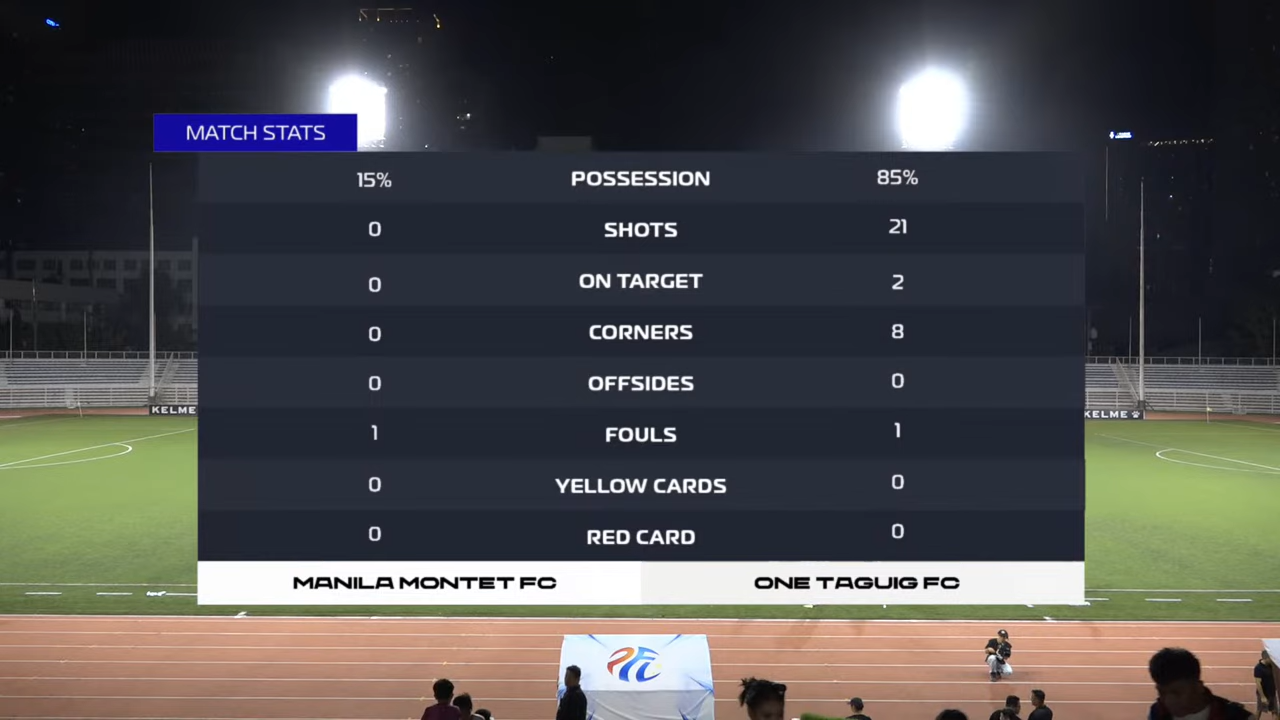 MATCH STATS
15% POSSESSION 85%
0 SHOTS 21
0 ON TARGET 2
0 CORNERS 8
0 OFFSIDES 0
1 FOULS 1
0 YELLOW CARDS 0
0 RED CARD 0
KELME
KELME
MANILA MONTET FC ONE TAGUIG FC
PFL